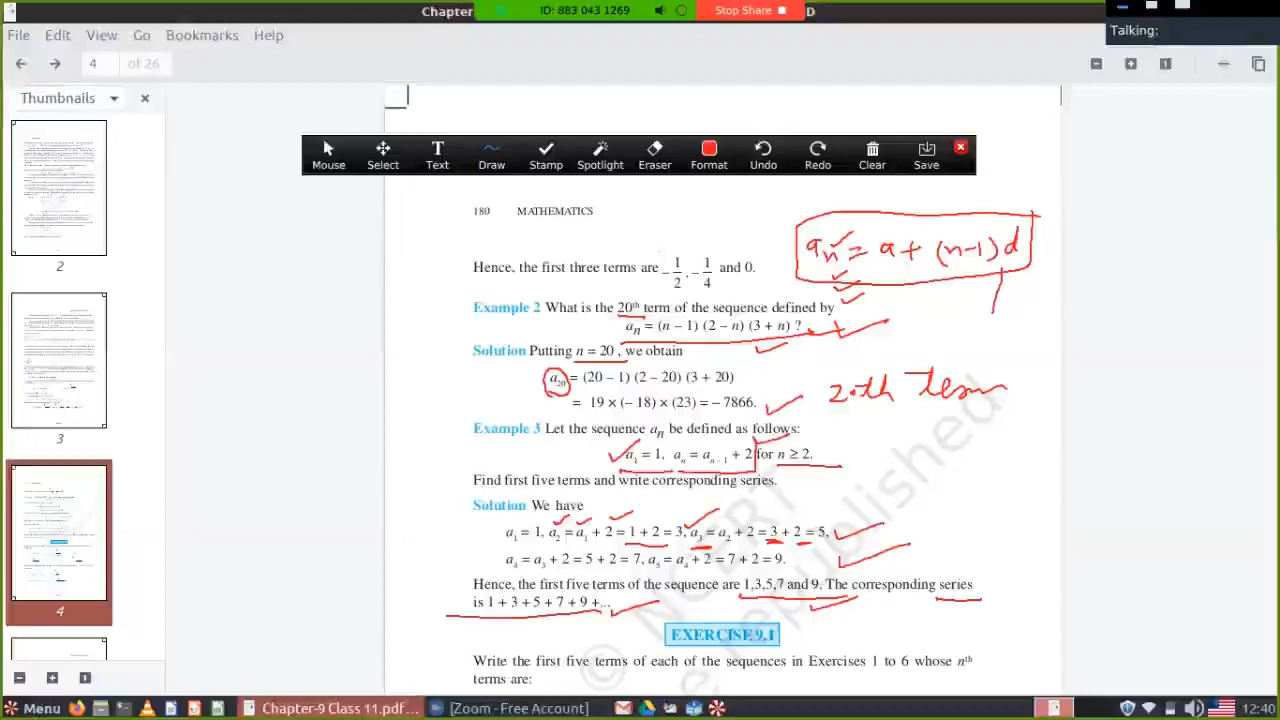 Chapter
ID: 883 043 1269
Stop Share
D
File Edit View Go Bookmarks Help
Talking:
4 of 26
Thumbnails
Mouse Select Text Draw Stamp Spotlight Eraser Format Undo Redo Clear Save
2
3
4
180 MATHEMATICS
aₙ = a + (n-1)d
Hence, the first three terms are −1/2, −1/4 and 0.
Example 2 What is the 20th term of the sequence defined by
aₙ = (n – 1) (2 – n) (3 + n) ?
Solution Putting n = 20 , we obtain
a₂₀ = (20 – 1) (2 – 20) (3 + 20)
= 19 × (– 18) × (23) = – 7866.
20th term
Example 3 Let the sequence aₙ be defined as follows:
a₁ = 1, aₙ = aₙ₋₁ + 2 for n ≥ 2.
Find first five terms and write corresponding series.
Solution We have
a₁ = 1, a₂ = a₁ + 2 = 1 + 2 = 3, a₃ = a₂ + 2 = 3 + 2 = 5,
a₄ = a₃ + 2 = 5 + 2 = 7, a₅ = a₄ + 2 = 7 + 2 = 9.
Hence, the first five terms of the sequence are 1,3,5,7 and 9. The corresponding series
is 1 + 3 + 5 + 7 + 9 +...
EXERCISE 9.1
Write the first five terms of each of the sequences in Exercises 1 to 6 whose nth
terms are:
Menu
Chapter-9 Class 11.pdf...
[Zoom - Free Account]
12:40